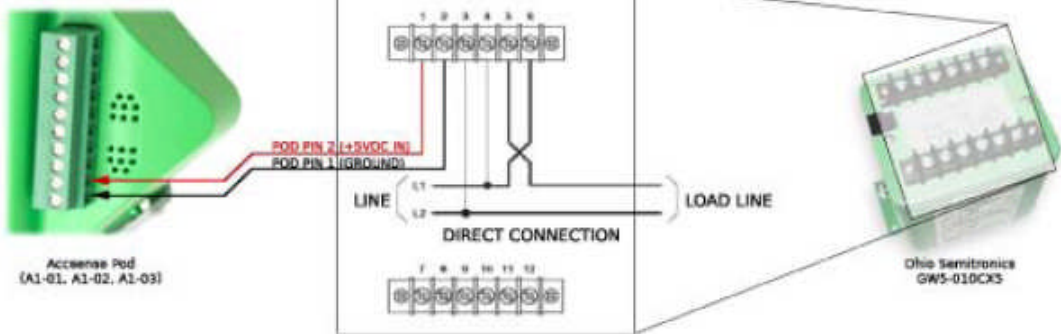 1 2 3 4 5 6
POD PIN 2 (+5VDC IN)
POD PIN 1 (GROUND)
LINE
L1
L2
LOAD LINE
DIRECT CONNECTION
7 8 9 10 11 12
Accsense Pod
(A1-01, A1-02, A1-03)
Ohio Semitronics
GW5-010CX5